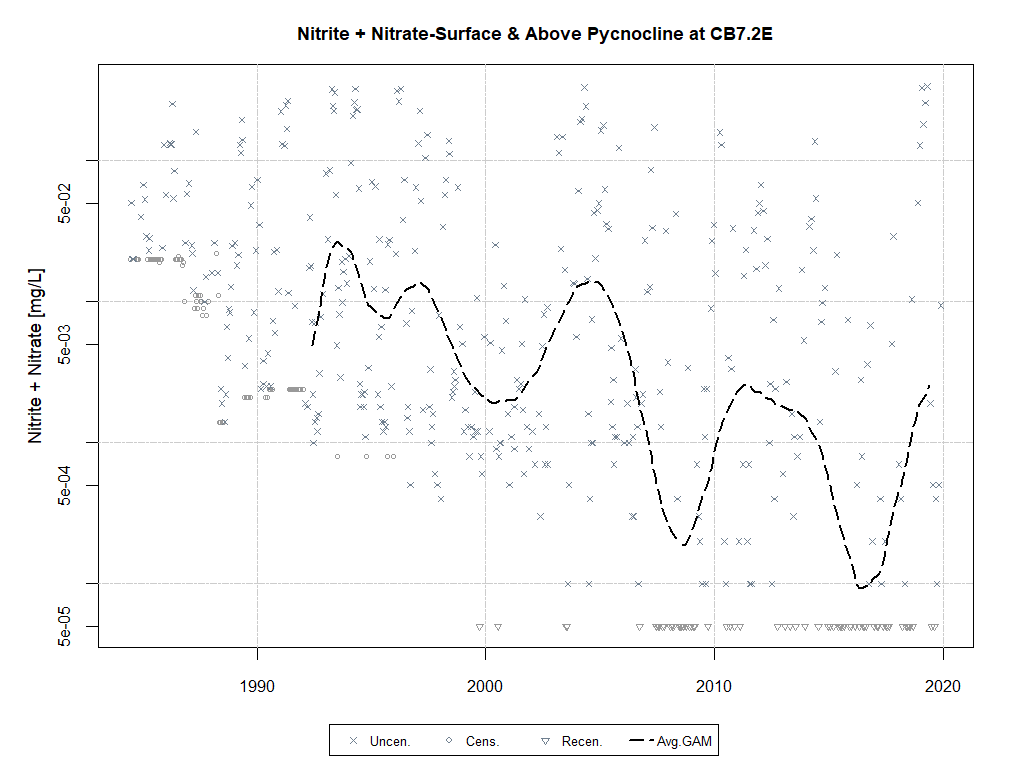 Nitrite + Nitrate-Surface & Above Pycnocline at CB7.2E
Nitrite + Nitrate [mg/L]
5e-02
5e-03
5e-04
5e-05
1990 2000 2010 2020
Uncen. Cens. Recen. Avg.GAM